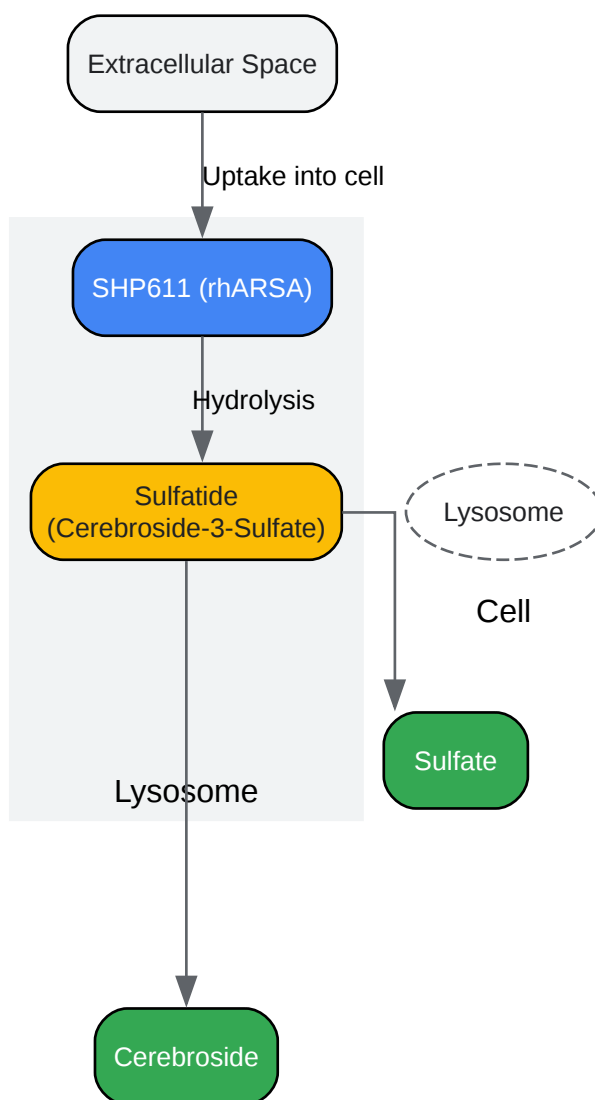 Extracellular Space
Uptake into cell
SHP611 (rhARSA)
Hydrolysis
Sulfatide
(Cerebroside-3-Sulfate)
Lysosome
Cell
Sulfate
Lysosome
Cerebroside